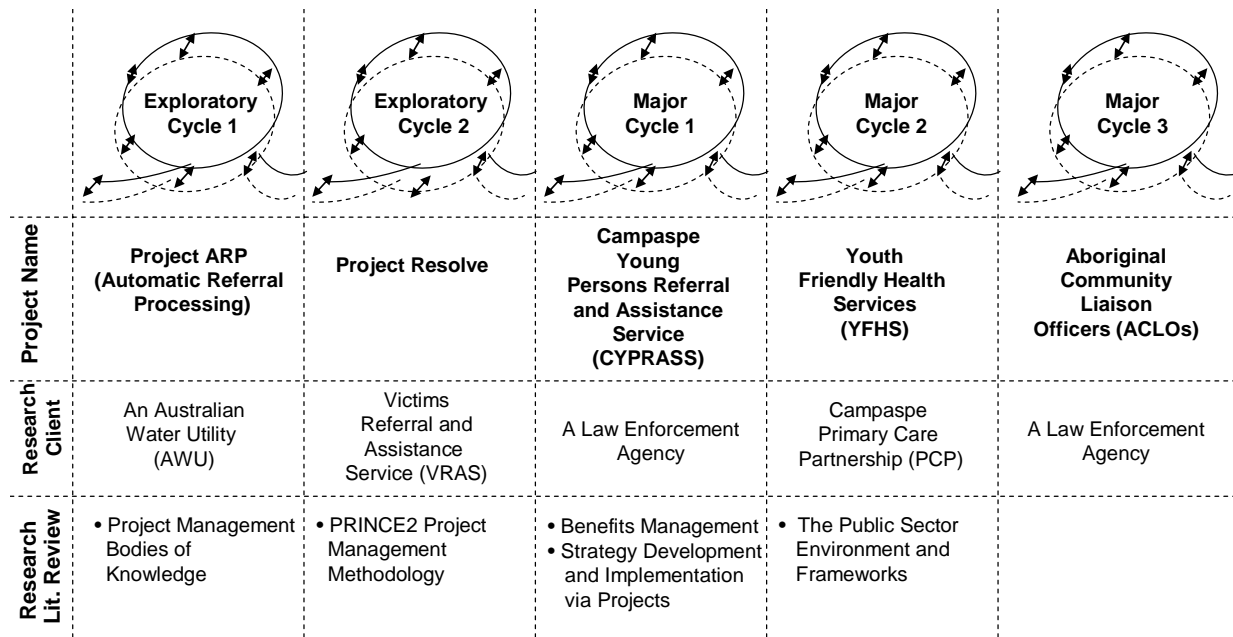 Exploratory
Cycle 1
Exploratory
Cycle 2
Major
Cycle 1
Major
Cycle 2
Major
Cycle 3
Project Name
Project ARP
(Automatic Referral
Processing)
Project Resolve
Campaspe
Young
Persons Referral
and Assistance
Service
(CYPRASS)
Youth
Friendly Health
Services
(YFHS)
Aboriginal
Community
Liaison
Officers (ACLOs)
Research
Client
An Australian
Water Utility
(AWU)
Victims
Referral and
Assistance
Service (VRAS)
A Law Enforcement
Agency
Campaspe
Primary Care
Partnership (PCP)
A Law Enforcement
Agency
Research
Lit. Review
• Project Management
Bodies of
Knowledge
• PRINCE2 Project
Management
Methodology
• Benefits Management
• Strategy Development
and Implementation
via Projects
• The Public Sector
Environment and
Frameworks